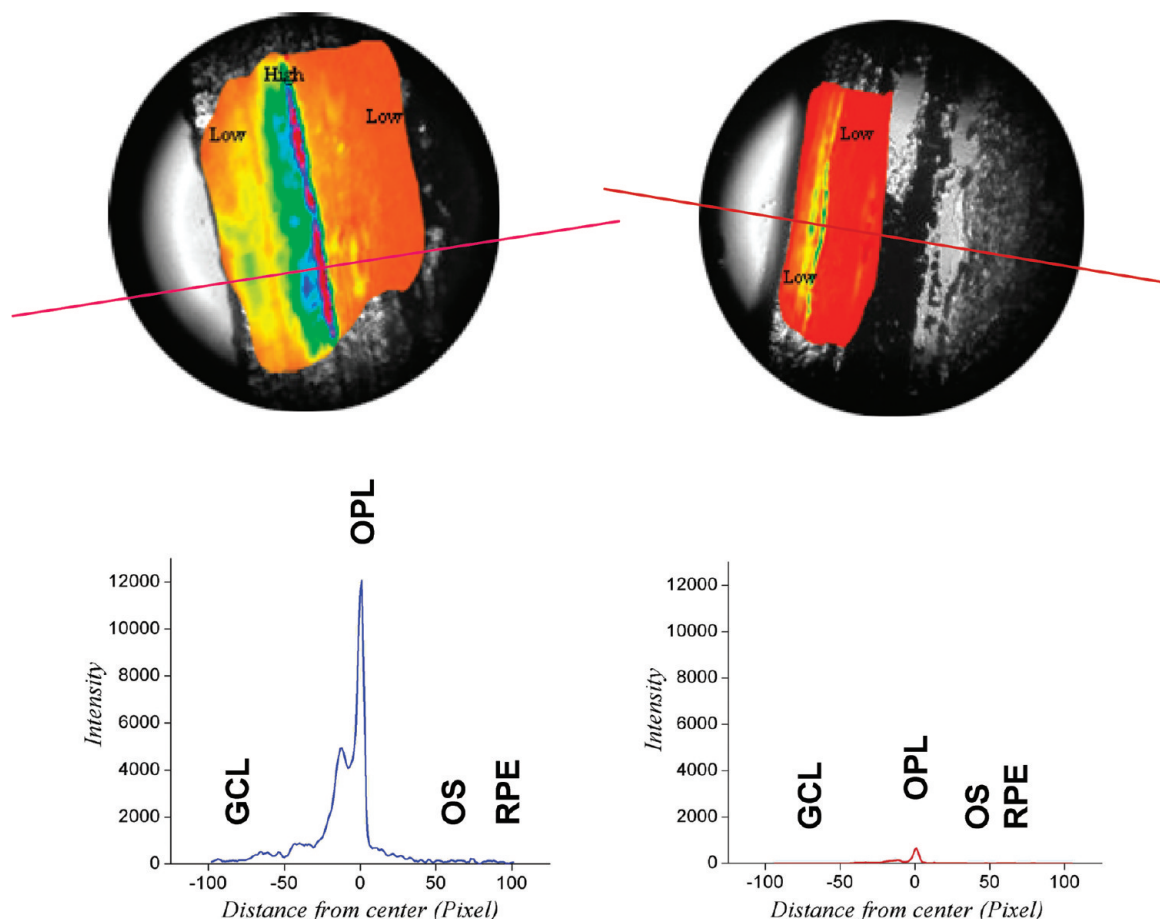 High
Low
Low
Low
Low
OPL
12000
10000
8000
6000
4000
2000
0
Intensity
GCL
OS
RPE
-100
-50
0
50
100
Distance from center (Pixel)
12000
10000
8000
6000
4000
2000
0
Intensity
GCL
OPL
OS
RPE
-100
-50
0
50
100
Distance from center (Pixel)